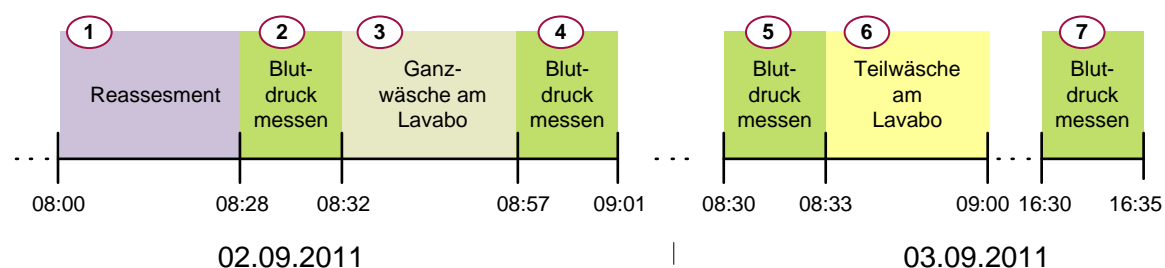 1 2 3 4 5 6 7
Reassesment
Blut-
druck
messen
Ganz-
wäsche am
Lavabo
Blut-
druck
messen
Blut-
druck
messen
Teilwäsche
am
Lavabo
Blut-
druck
messen
08:00 08:28 08:32 08:57 09:01 08:30 08:33 09:00 16:30 16:35
02.09.2011 03.09.2011